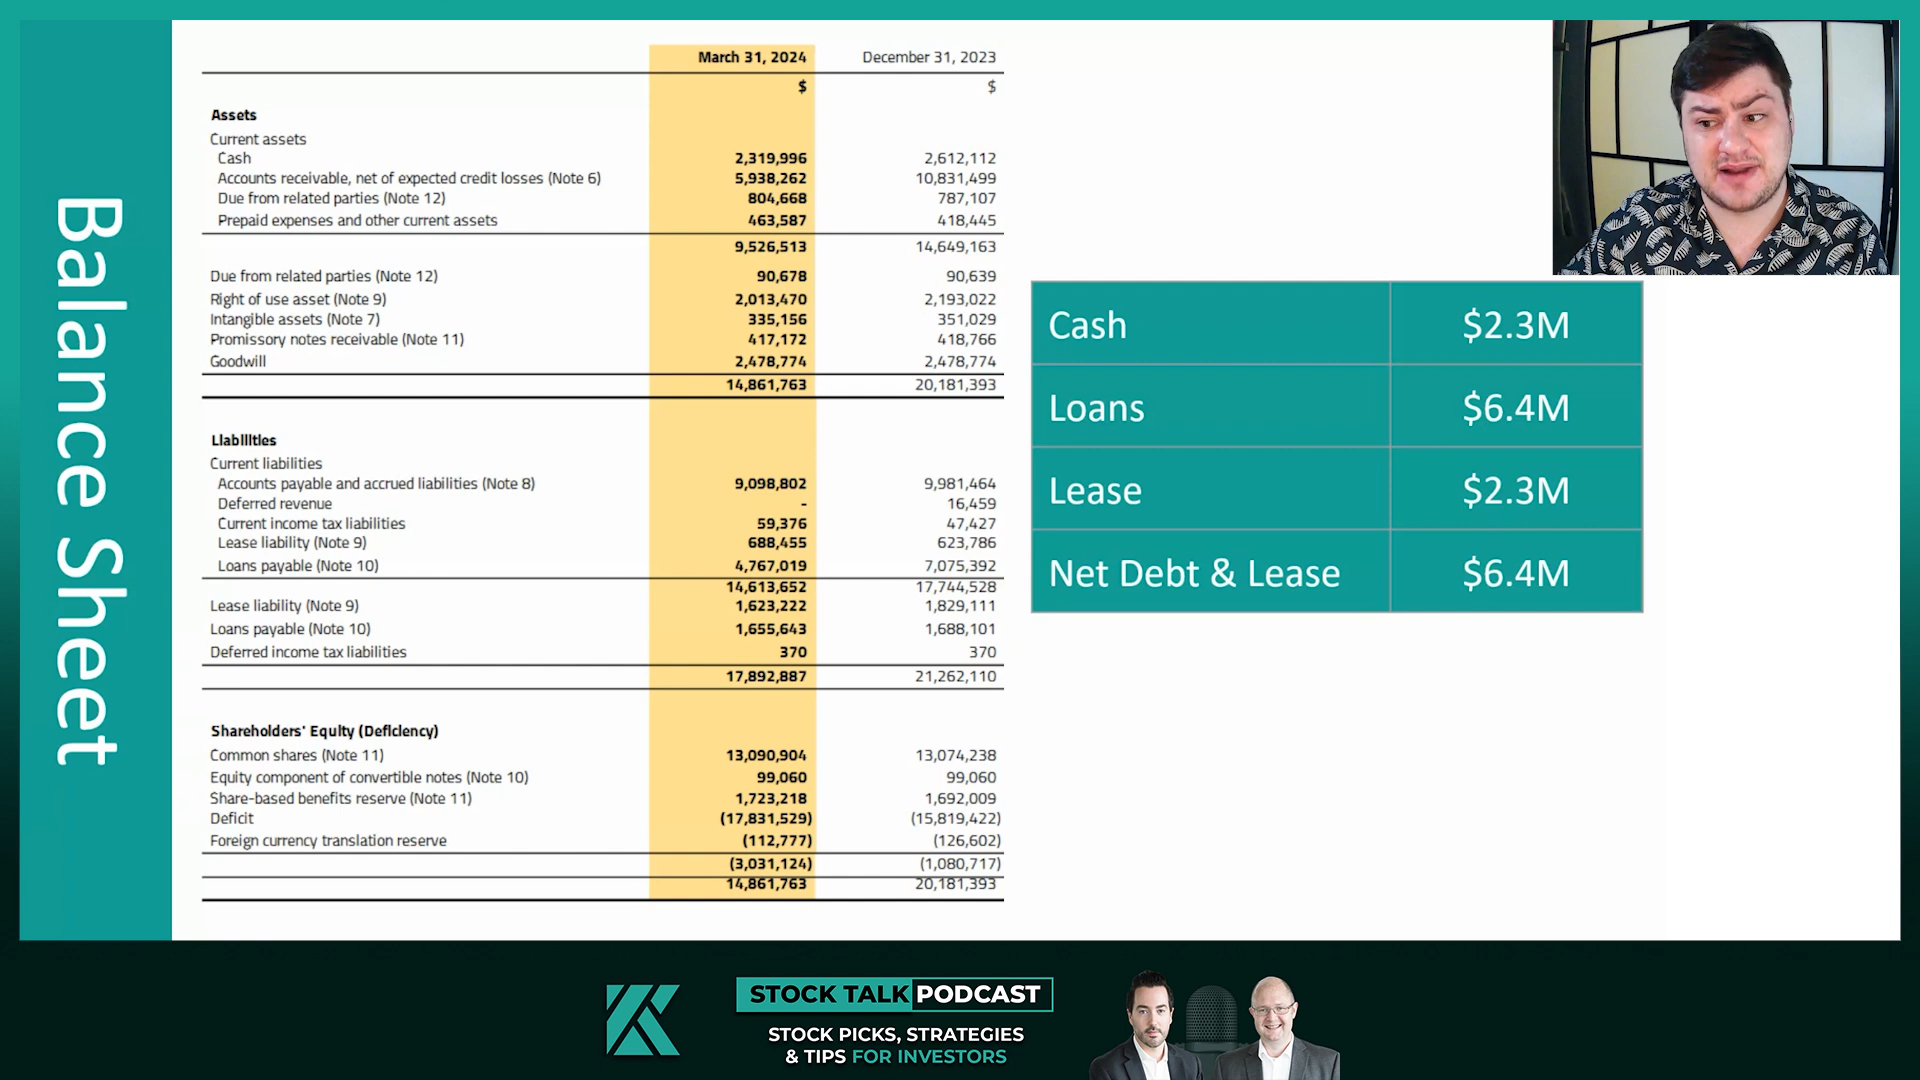 Balance Sheet
March 31, 2024 December 31, 2023
$ $
Assets
Current assets
Cash 2,319,996 2,612,112
Accounts receivable, net of expected credit losses (Note 6) 5,938,262 10,831,499
Due from related parties (Note 12) 804,668 787,107
Prepaid expenses and other current assets 463,587 418,445
9,526,513 14,649,163
Due from related parties (Note 12) 90,678 90,639
Right of use asset (Note 9) 2,013,470 2,193,022
Intangible assets (Note 7) 335,156 351,029
Promissory notes receivable (Note 11) 417,172 418,766
Goodwill 2,478,774 2,478,774
14,861,763 20,181,393
Liabilities
Current liabilities
Accounts payable and accrued liabilities (Note 8) 9,098,802 9,981,464
Deferred revenue - 16,459
Current income tax liabilities 59,376 47,427
Lease liability (Note 9) 688,455 623,786
Loans payable (Note 10) 4,767,019 7,075,392
14,613,652 17,744,528
Lease liability (Note 9) 1,623,222 1,829,111
Loans payable (Note 10) 1,655,643 1,688,101
Deferred income tax liabilities 370 370
17,892,887 21,262,110
Shareholders' Equity (Deficiency)
Common shares (Note 11) 13,090,904 13,074,238
Equity component of convertible notes (Note 10) 99,060 99,060
Share-based benefits reserve (Note 11) 1,723,218 1,692,009
Deficit (17,831,529) (15,819,422)
Foreign currency translation reserve (112,777) (126,602)
(3,031,124) (1,080,717)
14,861,763 20,181,393
Cash $2.3M
Loans $6.4M
Lease $2.3M
Net Debt & Lease $6.4M
STOCK TALK PODCAST
STOCK PICKS, STRATEGIES
& TIPS FOR INVESTORS